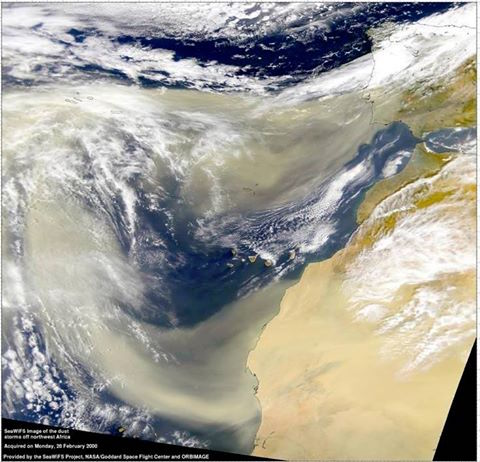 SeaWiFS Image of the dust
storms off northwest Africa
Acquired on Monday, 28 February 2000
Provided by the SeaWiFS Project, NASA/Goddard Space Flight Center and ORBIMAGE